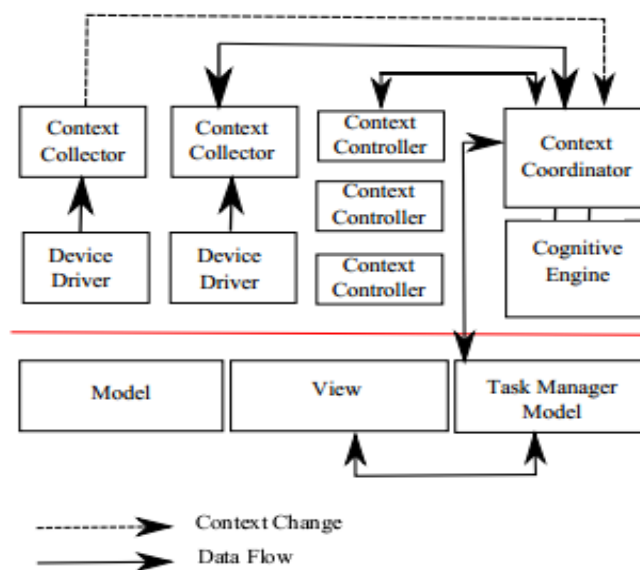 Context
Collector
Context
Collector
Context
Controller
Context
Controller
Context
Controller
Context
Coordinator
Device
Driver
Device
Driver
Cognitive
Engine
Model
View
Task Manager
Model
Context Change
Data Flow